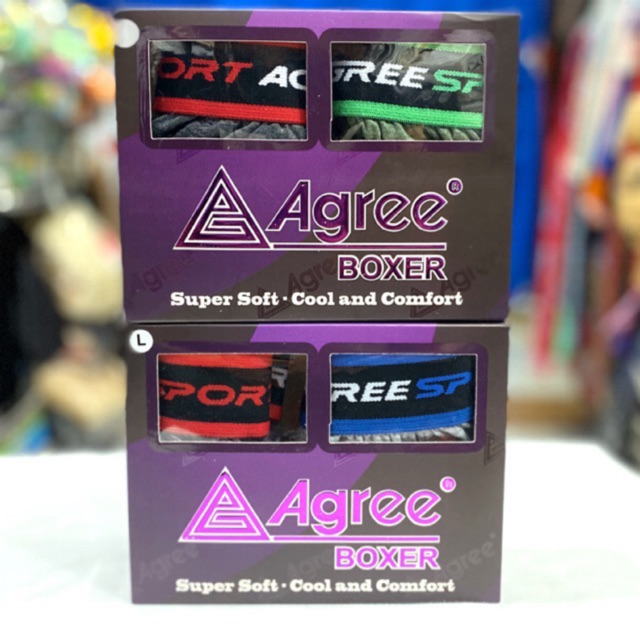 ORT AG
GREE SP
Agree®
BOXER
Super Soft · Cool and Comfort
L
SPOR
REE SP
Agree®
BOXER
Super Soft · Cool and Comfort